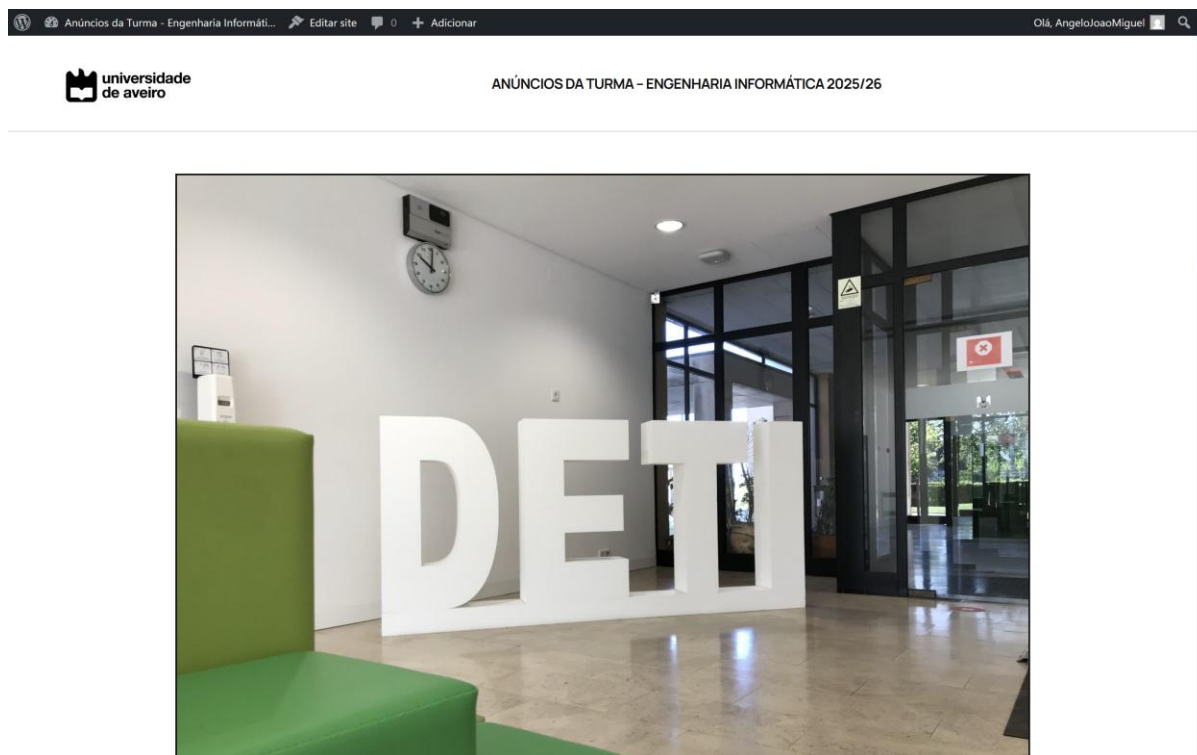 Anúncios da Turma - Engenharia Informáti... Editar site 0 Adicionar Olá, AngeloJoaoMiguel
universidade
de aveiro
ANÚNCIOS DA TURMA – ENGENHARIA INFORMÁTICA 2025/26
DETI